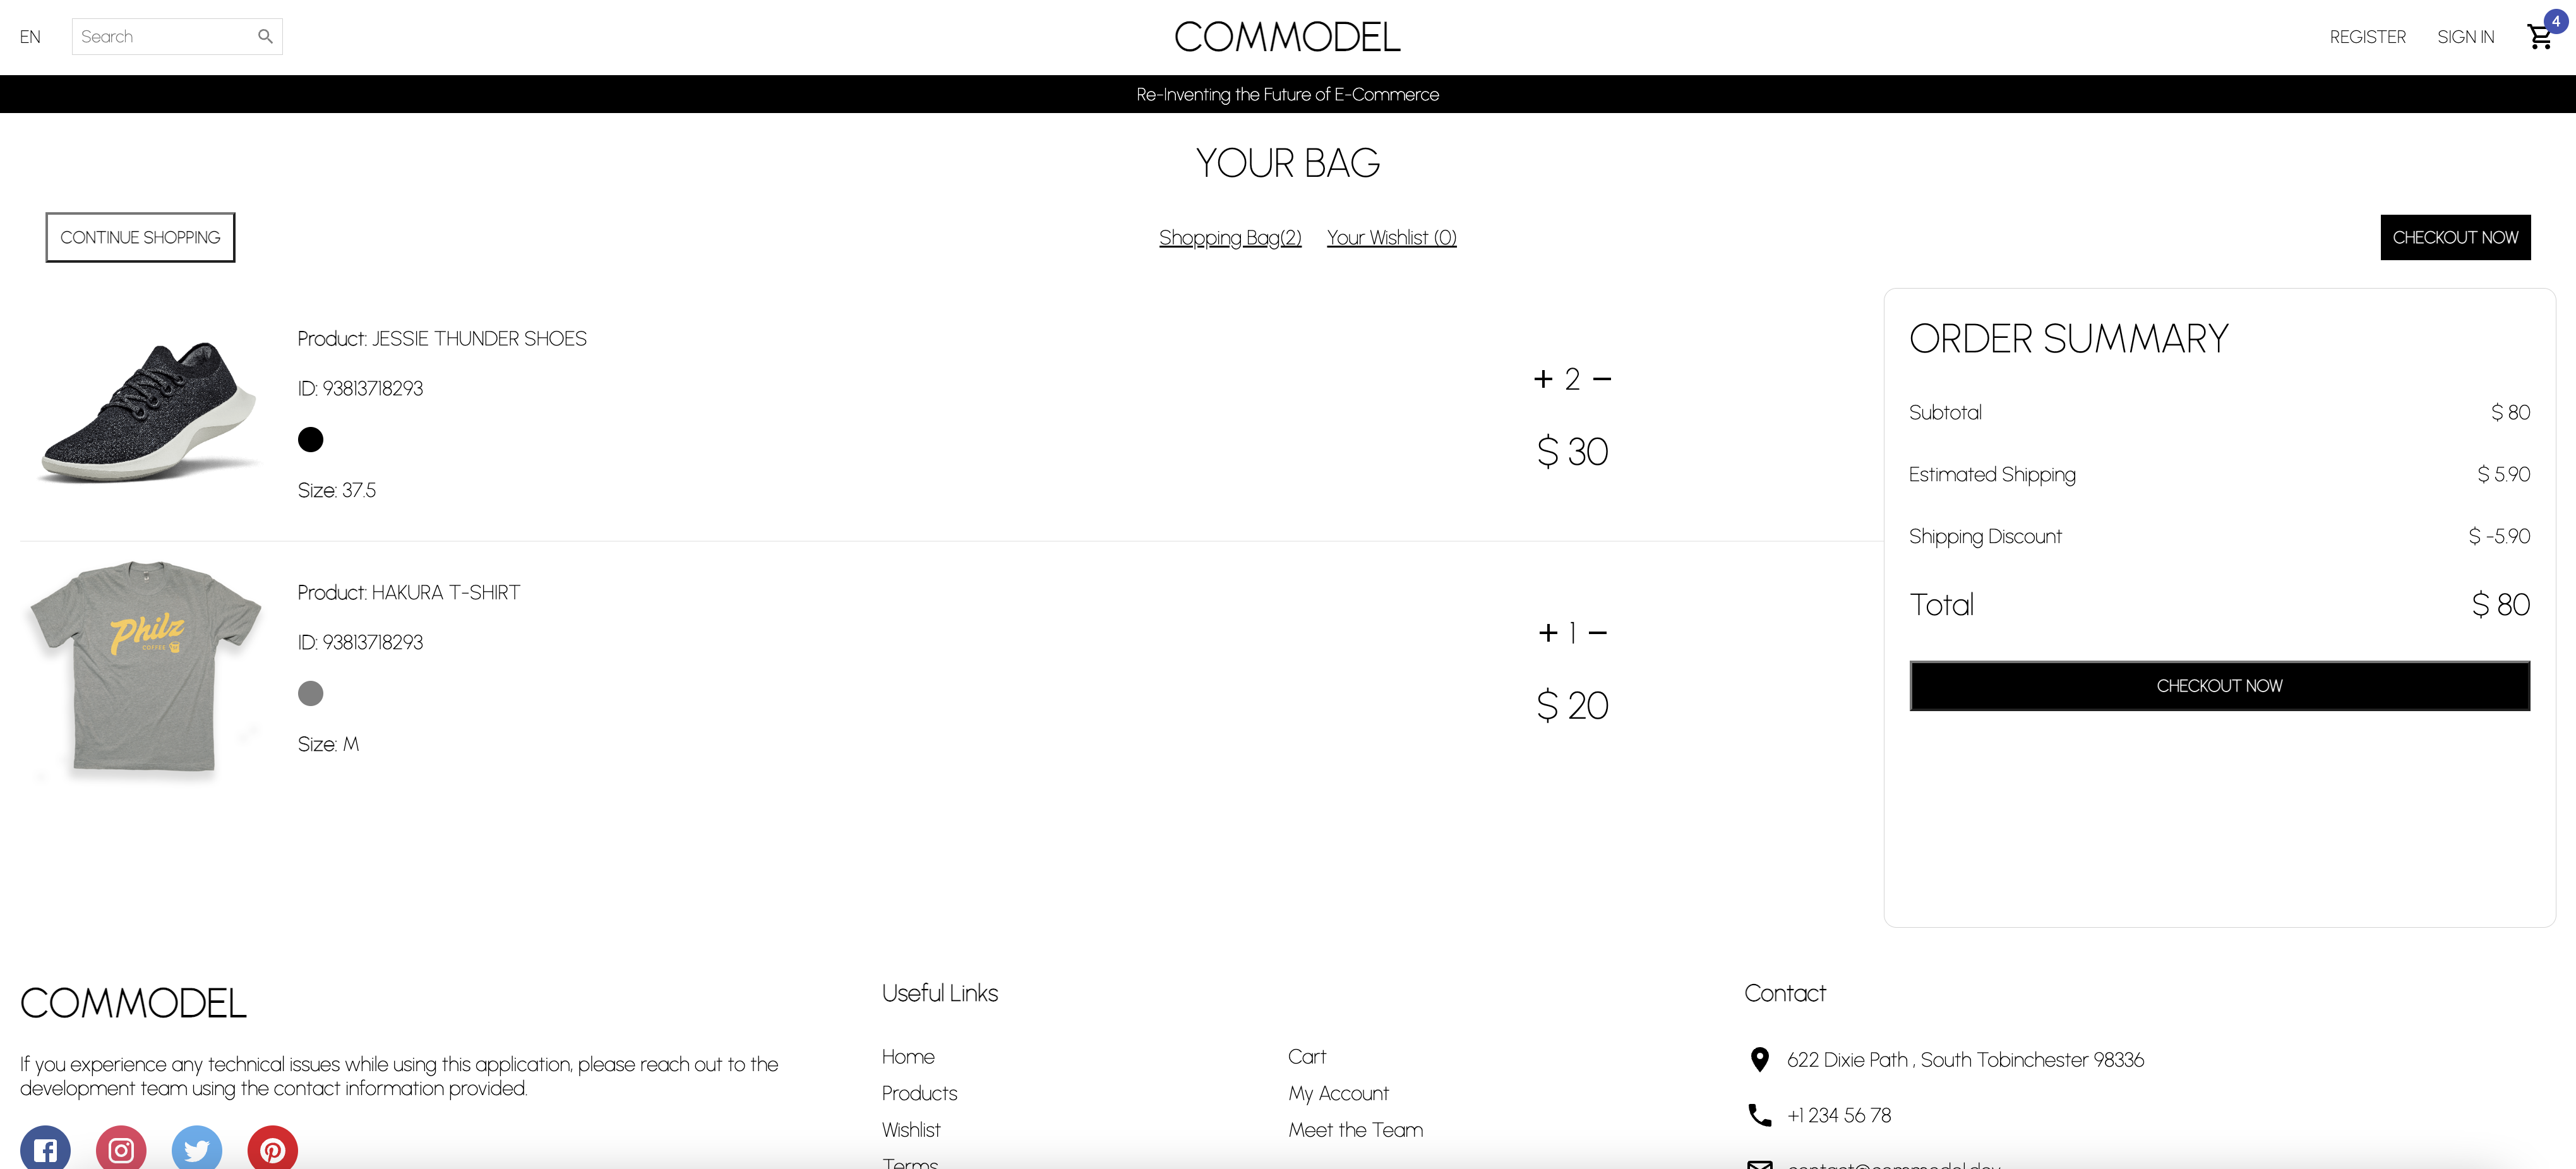 EN
Search
COMMODEL
REGISTER
SIGN IN
4
Re-Inventing the Future of E-Commerce
YOUR BAG
CONTINUE SHOPPING
Shopping Bag(2)
Your Wishlist (0)
CHECKOUT NOW
Product: JESSIE THUNDER SHOES
ID: 93813718293
Size: 37.5
+ 2 −
$ 30
Philz
COFFEE
Product: HAKURA T-SHIRT
ID: 93813718293
Size: M
+ 1 −
$ 20
ORDER SUMMARY
Subtotal $ 80
Estimated Shipping $ 5.90
Shipping Discount $ -5.90
Total $ 80
CHECKOUT NOW
COMMODEL
If you experience any technical issues while using this application, please reach out to the
development team using the contact information provided.
Useful Links
Home
Products
Wishlist
Terms
Cart
My Account
Meet the Team
Contact
622 Dixie Path , South Tobinchester 98336
+1 234 56 78
contact@commodel.dev